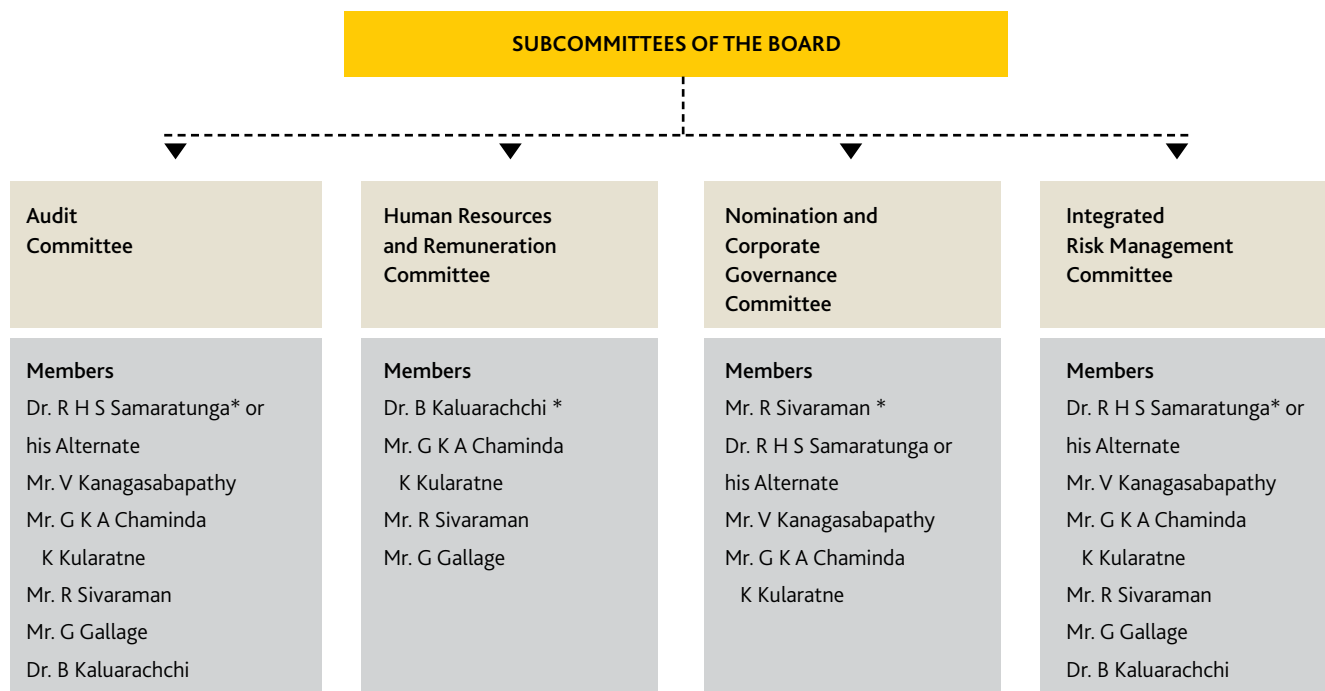 SUBCOMMITTEES OF THE BOARD
Audit
Committee
Members
Dr. R H S Samaratunga* or
his Alternate
Mr. V Kanagasabapathy
Mr. G K A Chaminda
K Kularatne
Mr. R Sivaraman
Mr. G Gallage
Dr. B Kaluarachchi
Human Resources
and Remuneration
Committee
Members
Dr. B Kaluarachchi *
Mr. G K A Chaminda
K Kularatne
Mr. R Sivaraman
Mr. G Gallage
Nomination and
Corporate
Governance
Committee
Members
Mr. R Sivaraman *
Dr. R H S Samaratunga or
his Alternate
Mr. V Kanagasabapathy
Mr. G K A Chaminda
K Kularatne
Integrated
Risk Management
Committee
Members
Dr. R H S Samaratunga* or
his Alternate
Mr. V Kanagasabapathy
Mr. G K A Chaminda
K Kularatne
Mr. R Sivaraman
Mr. G Gallage
Dr. B Kaluarachchi